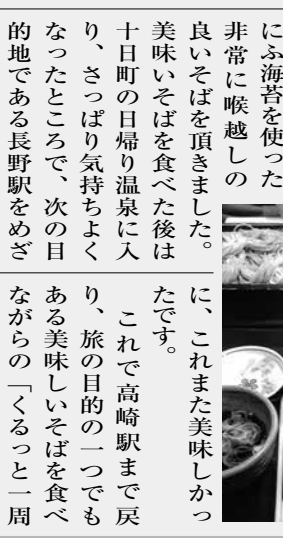 にふ海苔を使った
非常に喉越しの
良いそばを頂きました。
美味いそばを食べた後は
十日町の日帰り温泉に入
り、さっぱり気持ちよく
なったところで、次の目
的地である長野駅をめざ
に、これまた美味しかっ
たです。
これで高崎駅まで戻
り、旅の目的の一つでも
ある美味しいそばを食べ
ながらの「くるっと一周